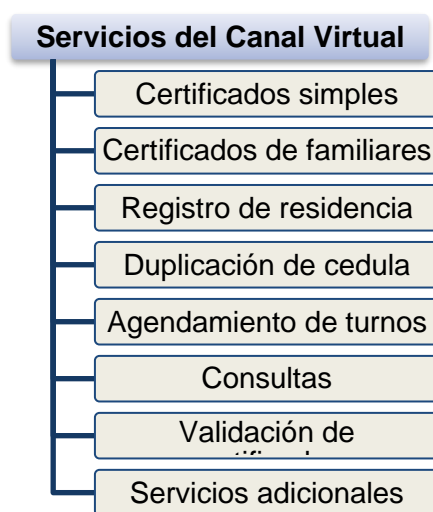 Servicios del Canal Virtual
Certificados simples
Certificados de familiares
Registro de residencia
Duplicación de cedula
Agendamiento de turnos
Consultas
Validación de
Servicios adicionales